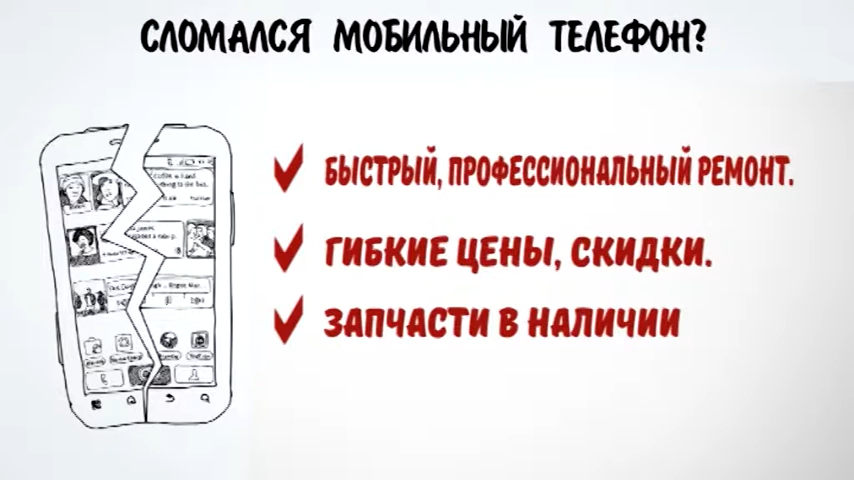 СЛОМАЛСЯ МОБИЛЬНЫЙ ТЕЛЕФОН?
БЫСТРЫЙ, ПРОФЕССИОНАЛЬНЫЙ РЕМОНТ.
ГИБКИЕ ЦЕНЫ, СКИДКИ.
ЗАПЧАСТИ В НАЛИЧИИ